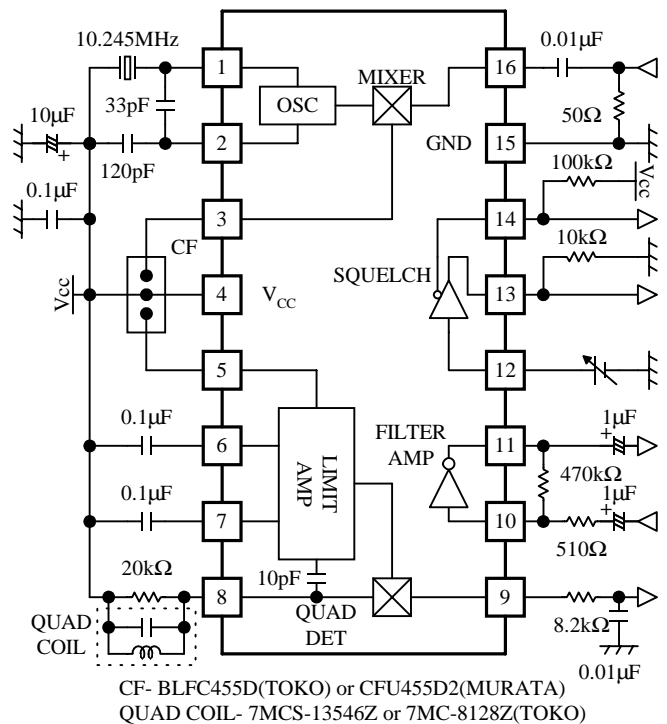 10.245MHz
1
33pF
10µF
+
2
120pF
OSC
MIXER
16
0.01µF
50Ω
15
GND
0.1µF
3
CF
100kΩ
Vcc
14
10kΩ
SQUELCH
13
Vcc
4
VCC
5
12
0.1µF
6
LIMIT
AMP
FILTER
AMP
11
1µF
+
470kΩ
0.1µF
7
10
1µF
+
510Ω
20kΩ
8
10pF
QUAD
DET
9
8.2kΩ
0.01µF
QUAD
COIL
CF- BLFC455D(TOKO) or CFU455D2(MURATA)
QUAD COIL- 7MCS-13546Z or 7MC-8128Z(TOKO)